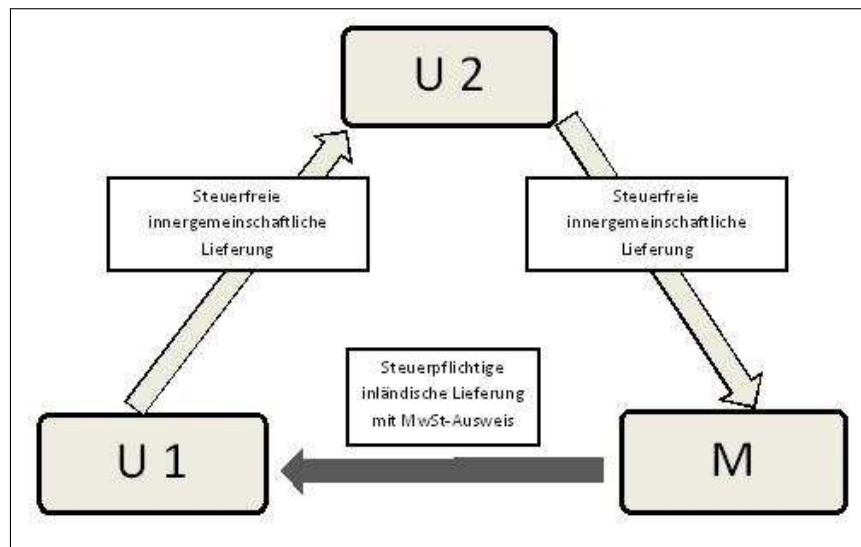 U 2
Steuerfreie
innergemeinschaftliche
Lieferung
Steuerfreie
innergemeinschaftliche
Lieferung
Steuerpflichtige
inländische Lieferung
mit MwSt-Ausweis
U 1
M